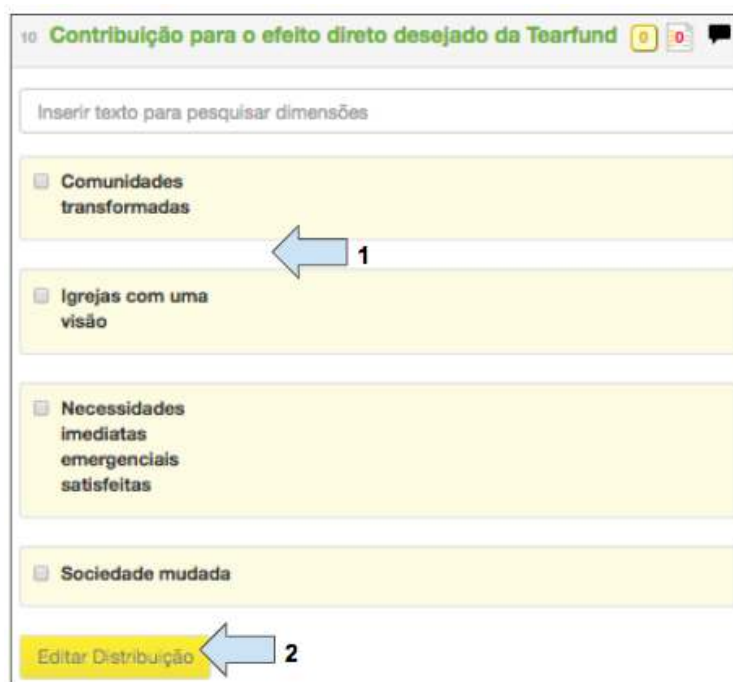 10 Contribuição para o efeito direto desejado da Tearfund 0 0
Inserir texto para pesquisar dimensões
Comunidades
transformadas
1
Igrejas com uma
visão
Necessidades
imediatas
emergenciais
satisfeitas
Sociedade mudada
Editar Distribuição 2